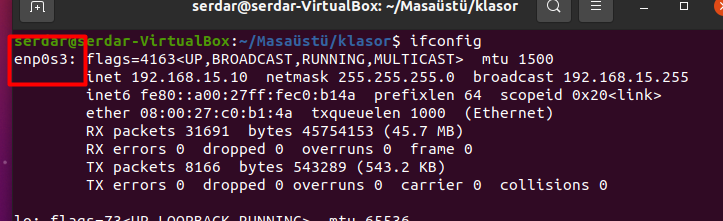 serdar@serdar-VirtualBox: ~/Masaüstü/klasor
serdar@serdar-VirtualBox:~/Masaüstü/klasor$ ifconfig
enp0s3: flags=4163<UP,BROADCAST,RUNNING,MULTICAST>  mtu 1500
        inet 192.168.15.10  netmask 255.255.255.0  broadcast 192.168.15.255
        inet6 fe80::a00:27ff:fec0:b14a  prefixlen 64  scopeid 0x20<link>
        ether 08:00:27:c0:b1:4a  txqueuelen 1000  (Ethernet)
        RX packets 31691  bytes 45754153 (45.7 MB)
        RX errors 0  dropped 0  overruns 0  frame 0
        TX packets 8166  bytes 543289 (543.2 KB)
        TX errors 0  dropped 0 overruns 0  carrier 0  collisions 0
lo: flags=73<UP,LOOPBACK,RUNNING>  mtu 65536